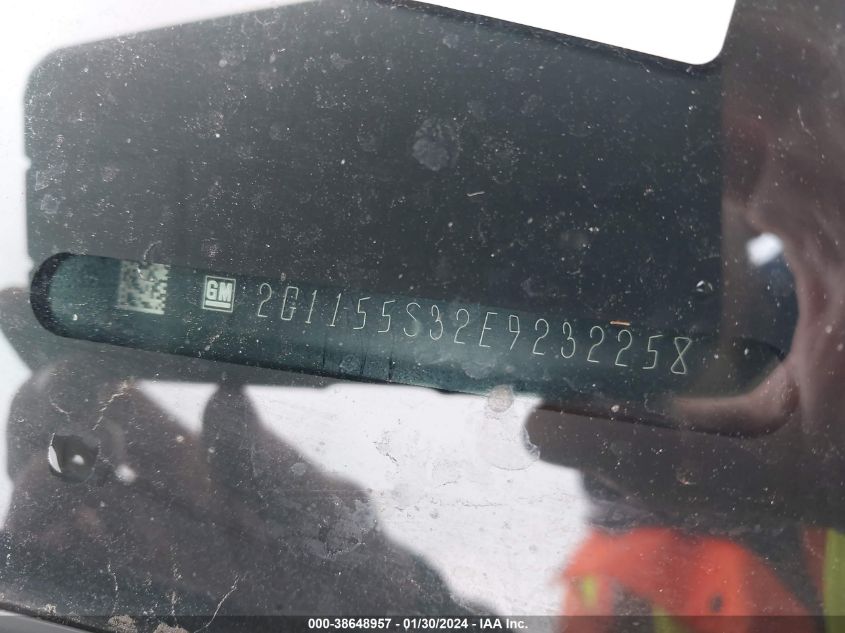 GM 2G1155S32E9232258
000-38648957 - 01/30/2024 - IAA Inc.